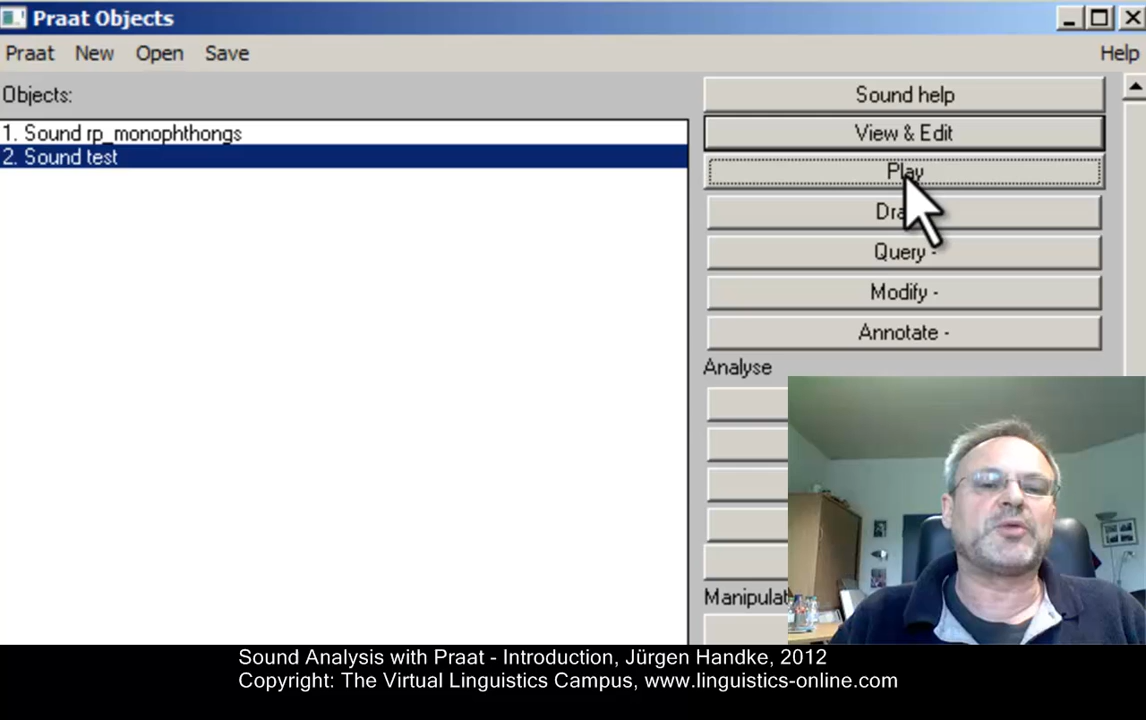 Praat Objects
Praat New Open Save Help
Objects:
1. Sound rp_monophthongs
2. Sound test
Sound help
View & Edit
Play
Query -
Modify -
Annotate -
Analyse
Sound Analysis with Praat - Introduction, Jürgen Handke, 2012
Copyright: The Virtual Linguistics Campus, www.linguistics-online.com